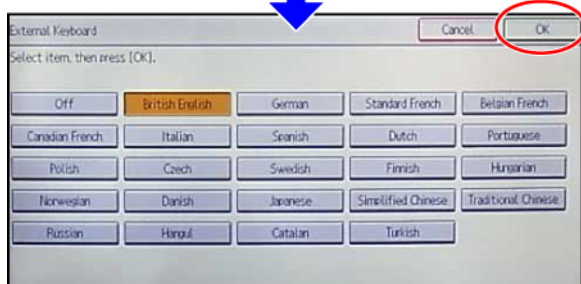 External Keyboard Cancel OK
Select item, then press [OK].
Off British English German Standard French Belgian French
Canadian French Italian Spanish Dutch Portuguese
Polish Czech Swedish Finnish Hungarian
Norwegian Danish Japanese Simplified Chinese Traditional Chinese
Russian Hangul Catalan Turkish